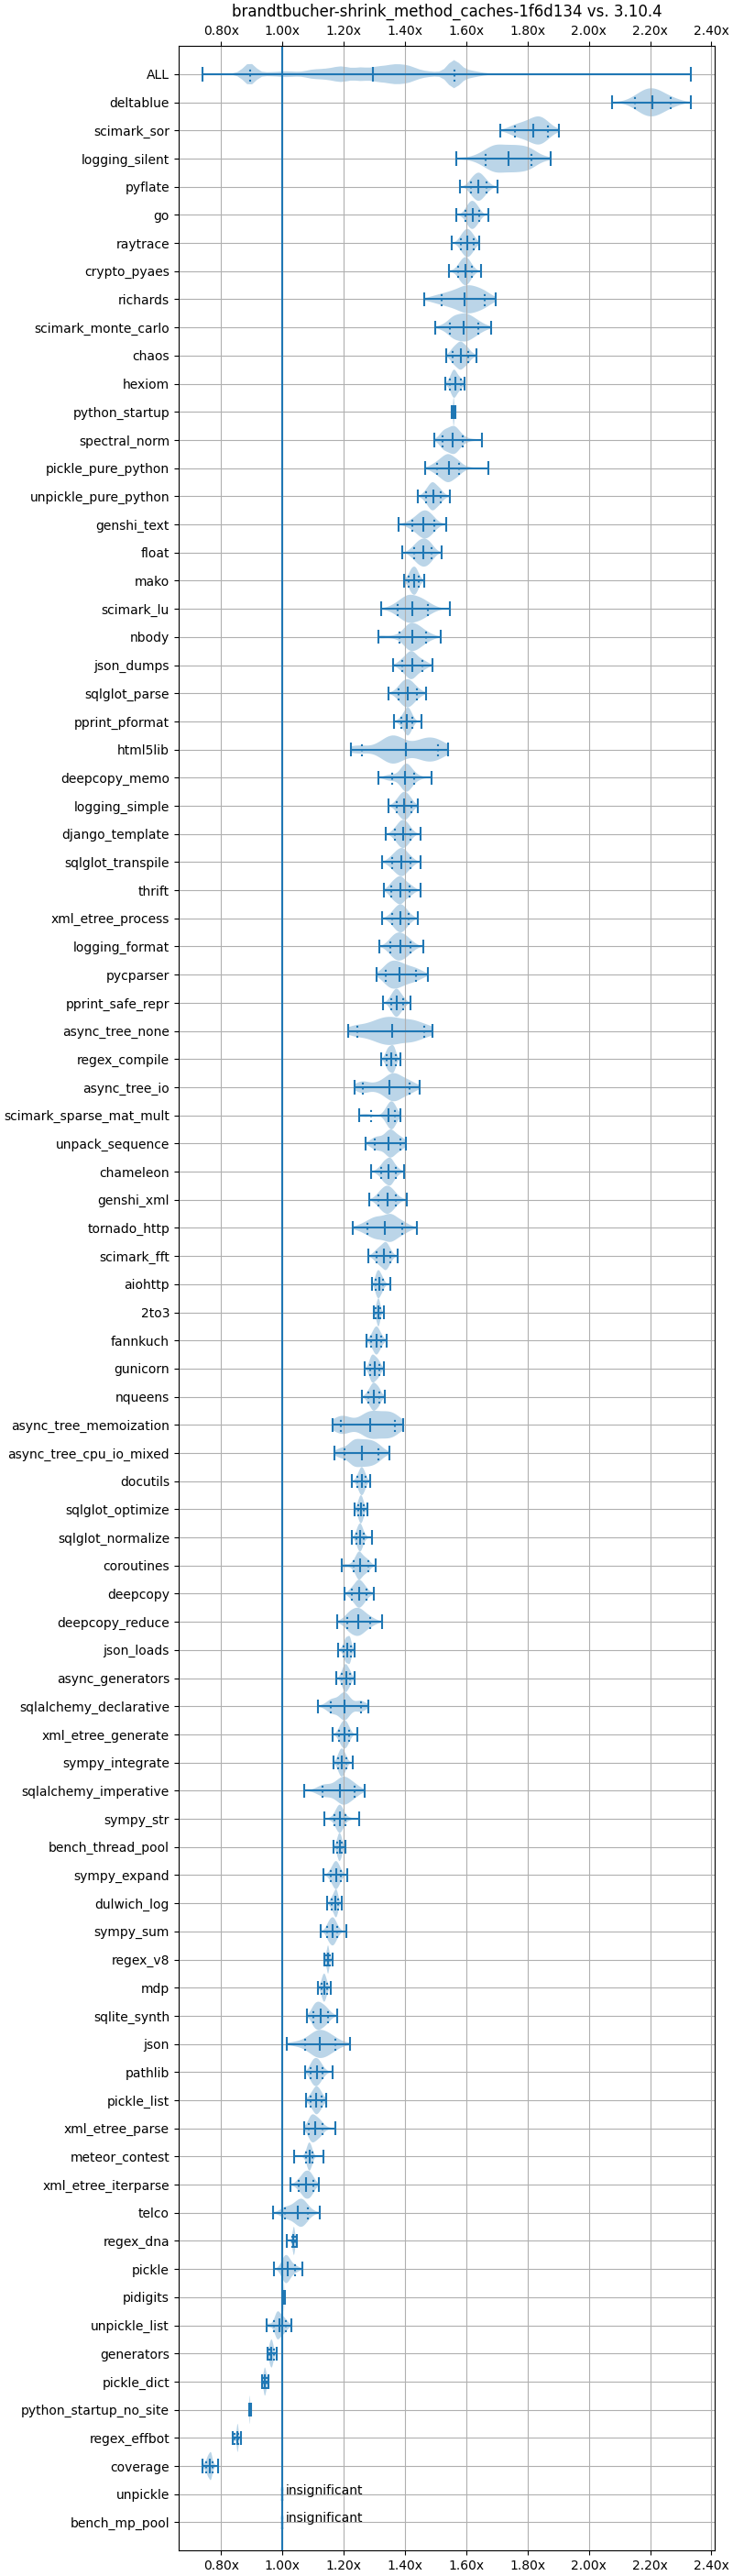 brandtbucher-shrink_method_caches-1f6d134 vs. 3.10.4
0.80x 1.00x 1.20x 1.40x 1.60x 1.80x 2.00x 2.20x 2.40x
ALL
deltablue
scimark_sor
logging_silent
pyflate
go
raytrace
crypto_pyaes
richards
scimark_monte_carlo
chaos
hexiom
python_startup
spectral_norm
pickle_pure_python
unpickle_pure_python
genshi_text
float
mako
scimark_lu
nbody
json_dumps
sqlglot_parse
pprint_pformat
html5lib
deepcopy_memo
logging_simple
django_template
sqlglot_transpile
thrift
xml_etree_process
logging_format
pycparser
pprint_safe_repr
async_tree_none
regex_compile
async_tree_io
scimark_sparse_mat_mult
unpack_sequence
chameleon
genshi_xml
tornado_http
scimark_fft
aiohttp
2to3
fannkuch
gunicorn
nqueens
async_tree_memoization
async_tree_cpu_io_mixed
docutils
sqlglot_optimize
sqlglot_normalize
coroutines
deepcopy
deepcopy_reduce
json_loads
async_generators
sqlalchemy_declarative
xml_etree_generate
sympy_integrate
sqlalchemy_imperative
sympy_str
bench_thread_pool
sympy_expand
dulwich_log
sympy_sum
regex_v8
mdp
sqlite_synth
json
pathlib
pickle_list
xml_etree_parse
meteor_contest
xml_etree_iterparse
telco
regex_dna
pickle
pidigits
unpickle_list
generators
pickle_dict
python_startup_no_site
regex_effbot
coverage
unpickle insignificant
bench_mp_pool insignificant
0.80x 1.00x 1.20x 1.40x 1.60x 1.80x 2.00x 2.20x 2.40x